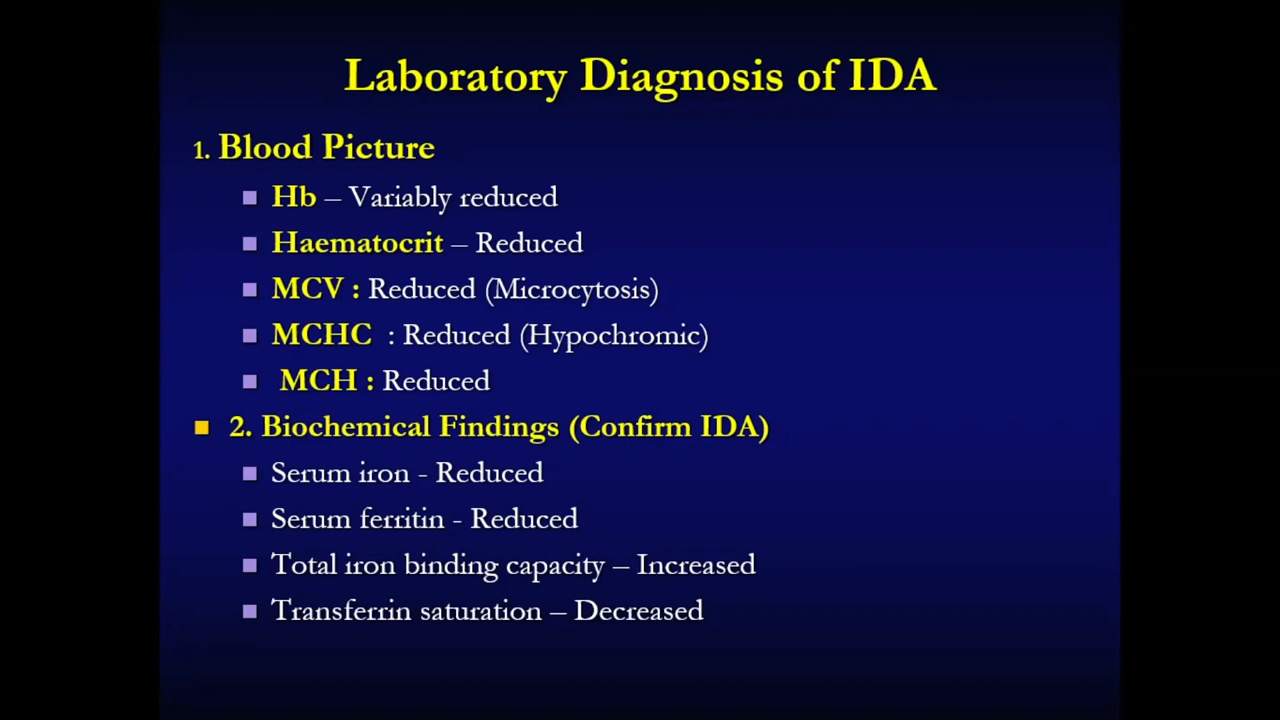 Laboratory Diagnosis of IDA
1. Blood Picture
Hb – Variably reduced
Haematocrit – Reduced
MCV : Reduced (Microcytosis)
MCHC : Reduced (Hypochromic)
MCH : Reduced
2. Biochemical Findings (Confirm IDA)
Serum iron - Reduced
Serum ferritin - Reduced
Total iron binding capacity – Increased
Transferrin saturation – Decreased